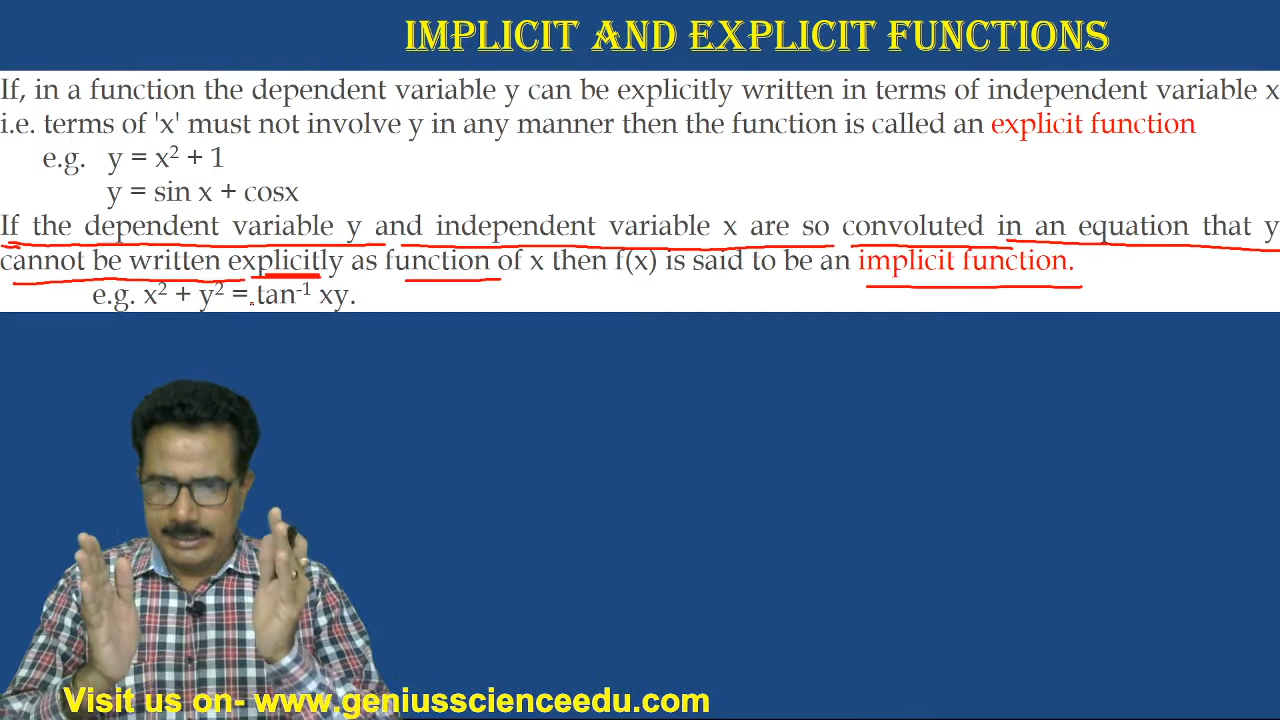 IMPLICIT AND EXPLICIT FUNCTIONS
If, in a function the dependent variable y can be explicitly written in terms of independent variable x
i.e. terms of 'x' must not involve y in any manner then the function is called an explicit function
e.g. y = x² + 1
y = sin x + cosx
If the dependent variable y and independent variable x are so convoluted in an equation that y
cannot be written explicitly as function of x then f(x) is said to be an implicit function.
e.g. x² + y² = tan⁻¹ xy.
Visit us on- www.geniusscienceedu.com